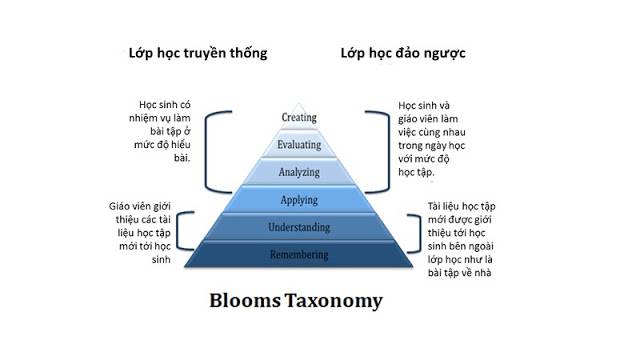 Lớp học truyền thống
Lớp học đảo ngược
Học sinh có
nhiệm vụ làm
bài tập ở
mức độ hiểu
bài.
Giáo viên giới
thiệu các tài
liệu học tập
mới tới học
sinh
Creating
Evaluating
Analyzing
Applying
Understanding
Remembering
Học sinh và
giáo viên làm
việc cùng nhau
trong ngày học
với mức độ
học tập.
Tài liệu học tập
mới được giới
thiệu tới học
sinh bên ngoài
lớp học như là
bài tập về nhà
Blooms Taxonomy